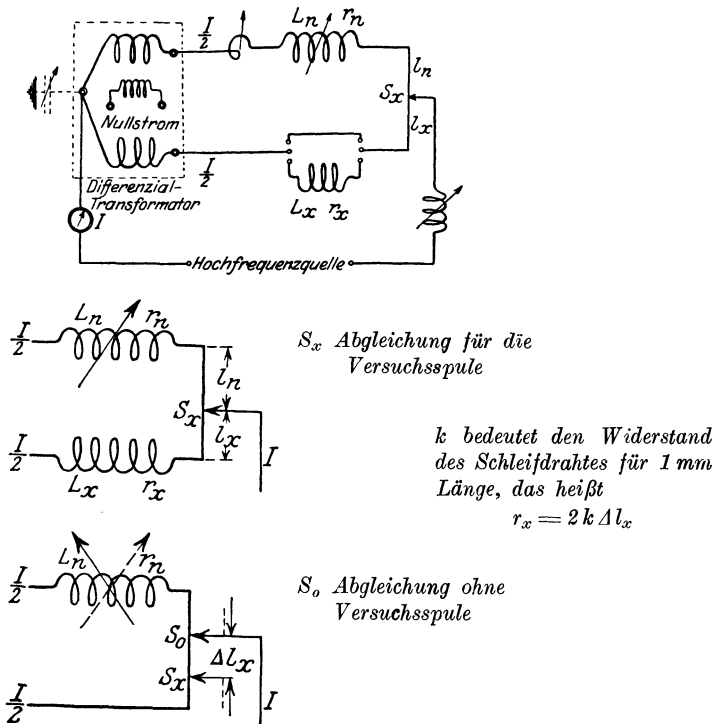 I/2 Lₙ rₙ
lₙ
Sₓ
lₓ
Nullstrom
I/2
Lₓ rₓ
Differenzial-
Transformator
I
Hochfrequenzquelle
Lₙ rₙ
I/2
lₙ
Sₓ
lₓ
I/2
Lₓ rₓ
I
Sₓ Abgleichung für die
Versuchsspule
k bedeutet den Widerstand
des Schleifdrahtes für 1 mm
Länge, das heißt
rₓ = 2 k Δ lₓ
Lₙ rₙ
I/2
S₀
Δlₓ
Sₓ
I/2
I
Sₒ Abgleichung ohne
Versuchsspule